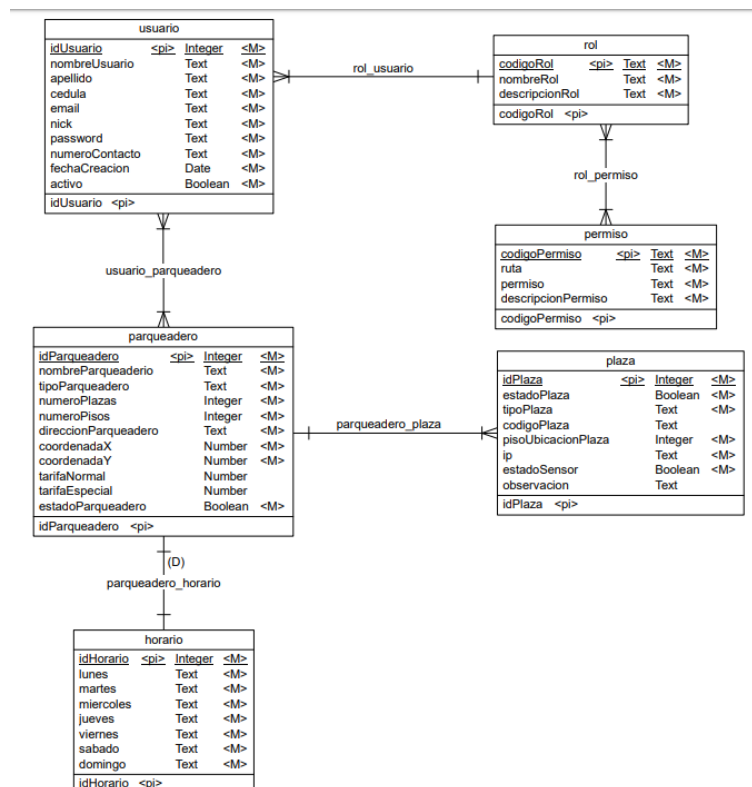 usuario
idUsuario <pi> Integer <M>
nombreUsuario Text <M>
apellido Text <M>
cedula Text <M>
email Text <M>
nick Text <M>
password Text <M>
numeroContacto Text <M>
fechaCreacion Date <M>
activo Boolean <M>
idUsuario <pi>
rol_usuario
rol
codigoRol <pi> Text <M>
nombreRol Text <M>
descripcionRol Text <M>
codigoRol <pi>
rol_permiso
permiso
codigoPermiso <pi> Text <M>
ruta Text <M>
permiso Text <M>
descripcionPermiso Text <M>
codigoPermiso <pi>
usuario_parqueadero
parqueadero
idParqueadero <pi> Integer <M>
nombreParqueaderio Text <M>
tipoParqueadero Text <M>
numeroPlazas Integer <M>
numeroPisos Integer <M>
direccionParqueadero Text <M>
coordenadaX Number <M>
coordenadaY Number <M>
tarifaNormal Number
tarifaEspecial Number
estadoParqueadero Boolean <M>
idParqueadero <pi>
parqueadero_plaza
plaza
idPlaza <pi> Integer <M>
estadoPlaza Boolean <M>
tipoPlaza Text <M>
codigoPlaza Text
pisoUbicacionPlaza Integer <M>
ip Text <M>
estadoSensor Boolean <M>
observacion Text
idPlaza <pi>
(D)
parqueadero_horario
horario
idHorario <pi> Integer <M>
lunes Text <M>
martes Text <M>
miercoles Text <M>
jueves Text <M>
viernes Text <M>
sabado Text <M>
domingo Text <M>
idHorario <pi>